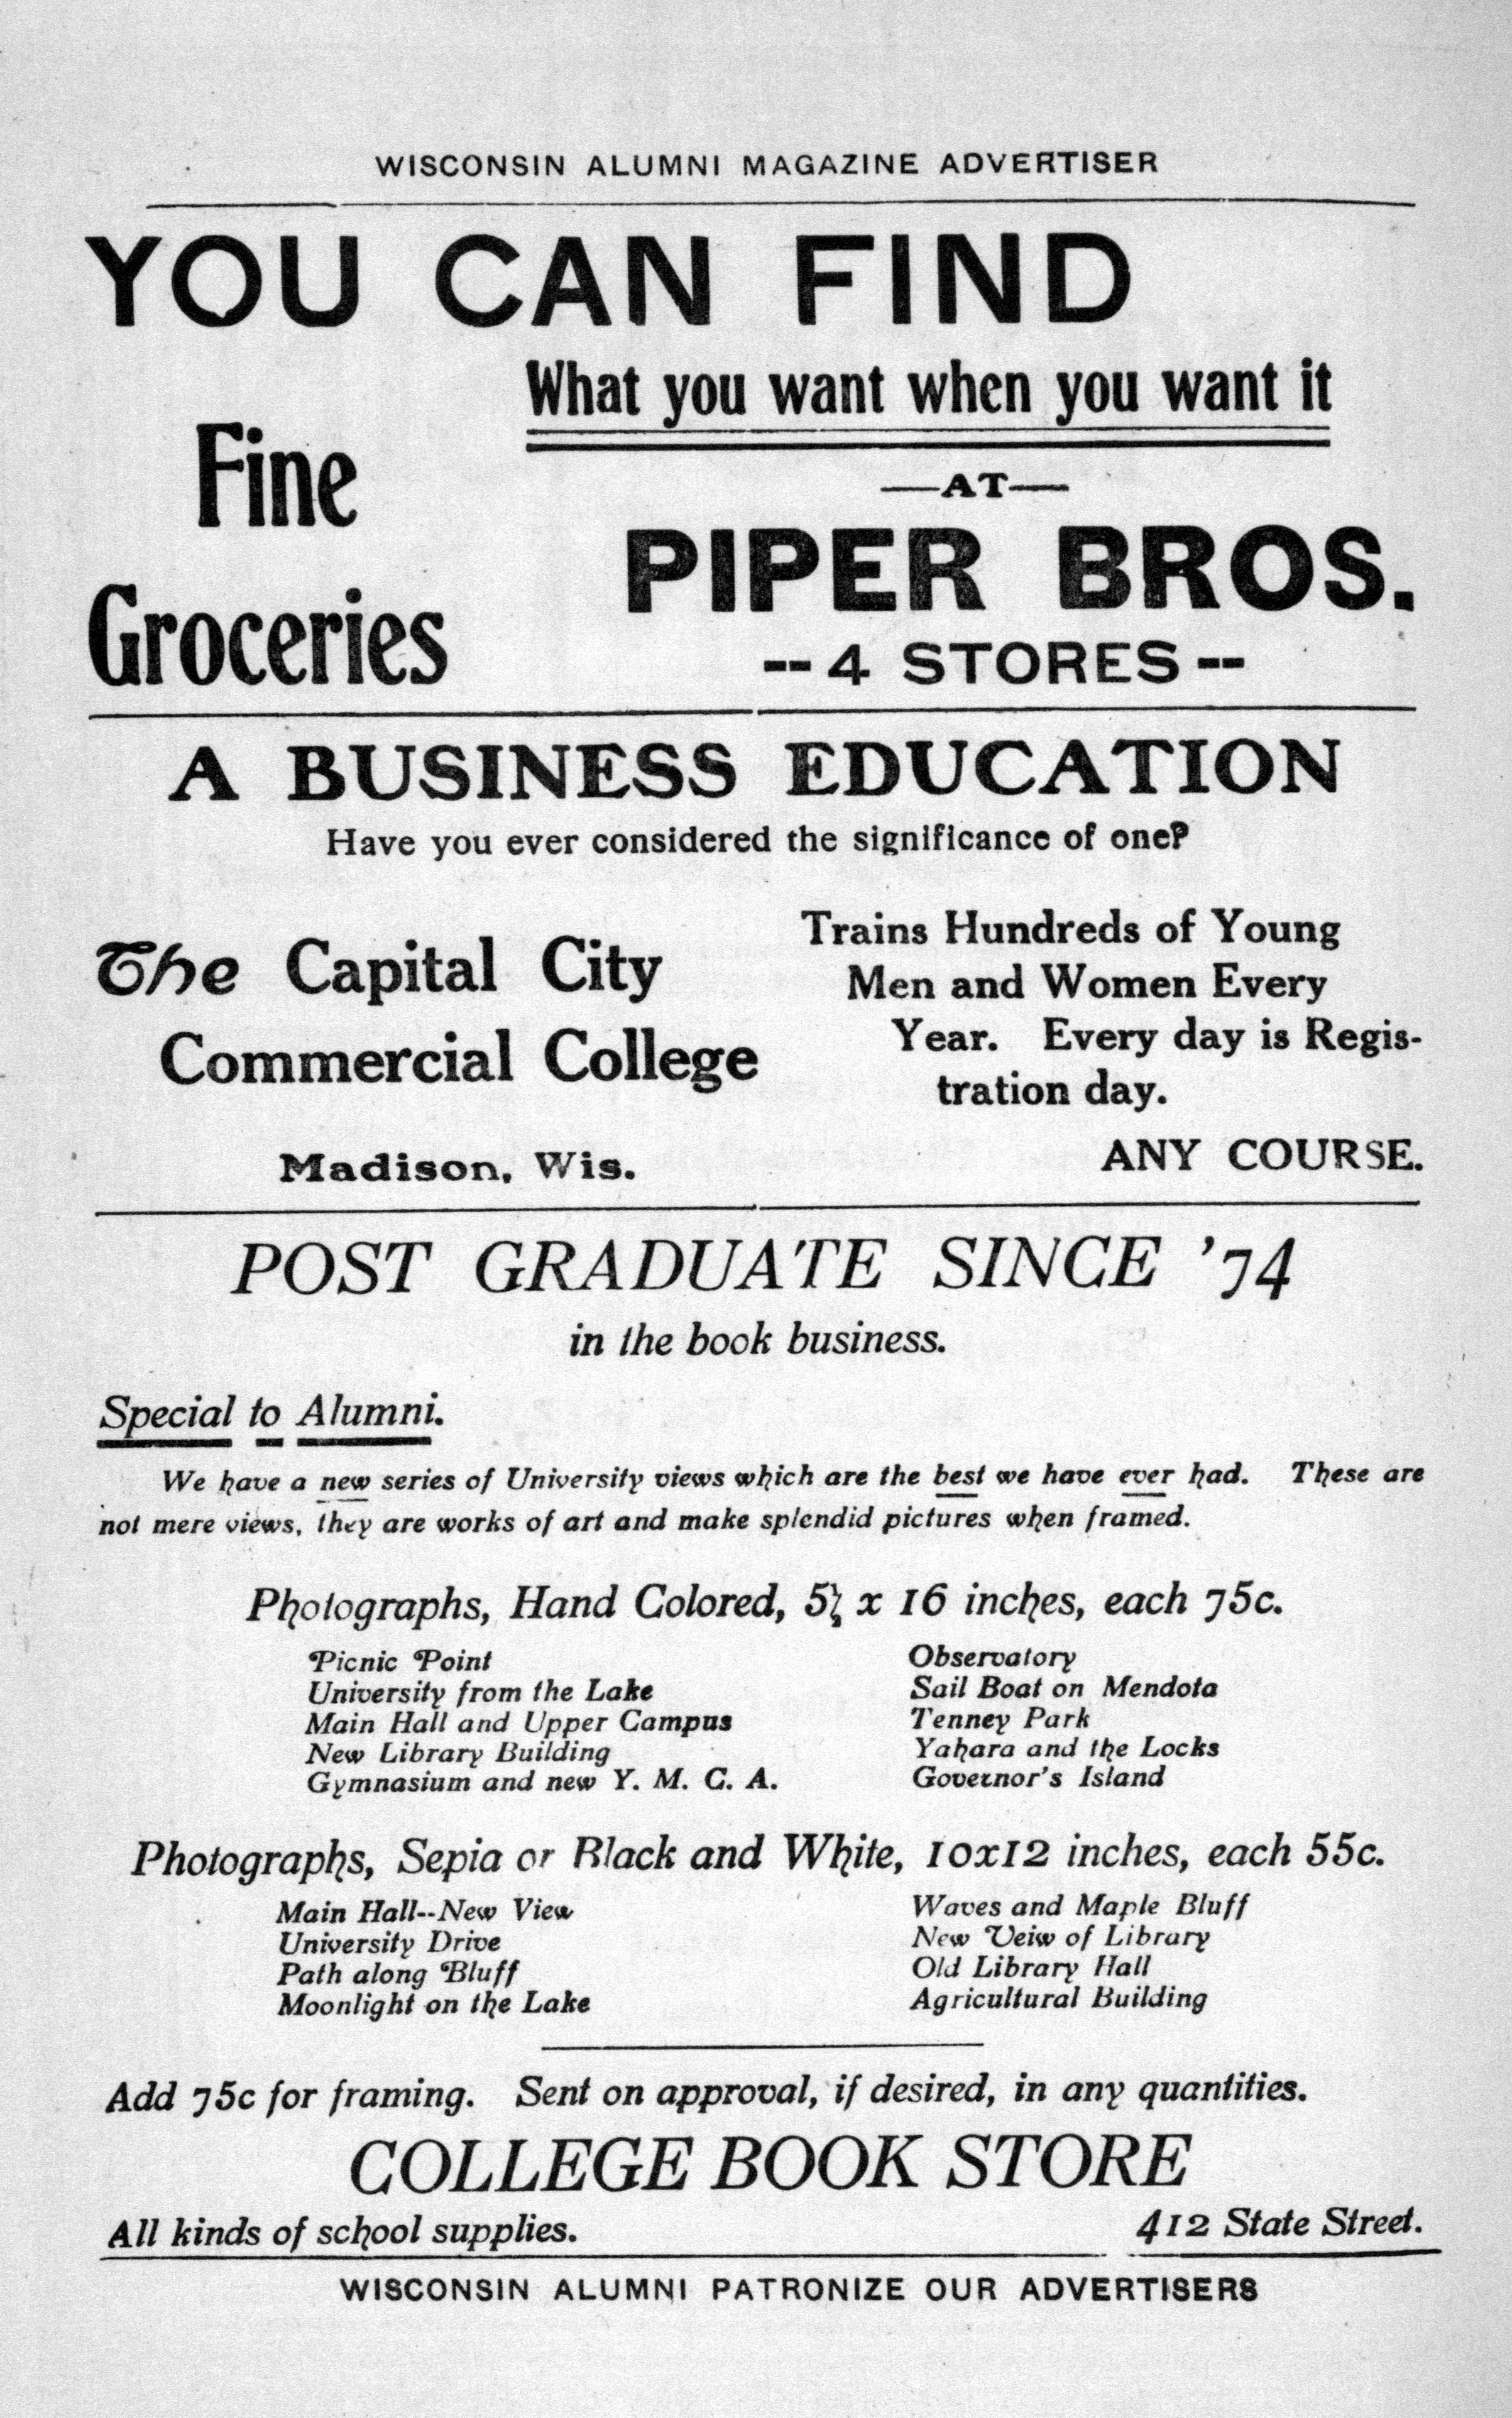 WISCONSIN ALUMNI MAGAZINE ADVERTISER
YOU CAN FIND
What you want when you want it
Fine
Groceries
—AT—
PIPER BROS.
--4 STORES--
A BUSINESS EDUCATION
Have you ever considered the significance of one?
The Capital City
Commercial College
Madison, Wis.
Trains Hundreds of Young
Men and Women Every
Year. Every day is Regis-
tration day.
ANY COURSE.
POST GRADUATE SINCE '74
in the book business.
Special to Alumni.
We have a new series of University views which are the best we have ever had. These are
not mere views, they are works of art and make splendid pictures when framed.
Photographs, Hand Colored, 5½ x 16 inches, each 75c.
Picnic Point
University from the Lake
Main Hall and Upper Campus
New Library Building
Gymnasium and new Y. M. C. A.
Observatory
Sail Boat on Mendota
Tenney Park
Yahara and the Locks
Governor's Island
Photographs, Sepia or Black and White, 10x12 inches, each 55c.
Main Hall--New View
University Drive
Path along Bluff
Moonlight on the Lake
Waves and Maple Bluff
New Veiw of Library
Old Library Hall
Agricultural Building
Add 75c for framing. Sent on approval, if desired, in any quantities.
COLLEGE BOOK STORE
All kinds of school supplies.
412 State Street.
WISCONSIN ALUMNI PATRONIZE OUR ADVERTISERS